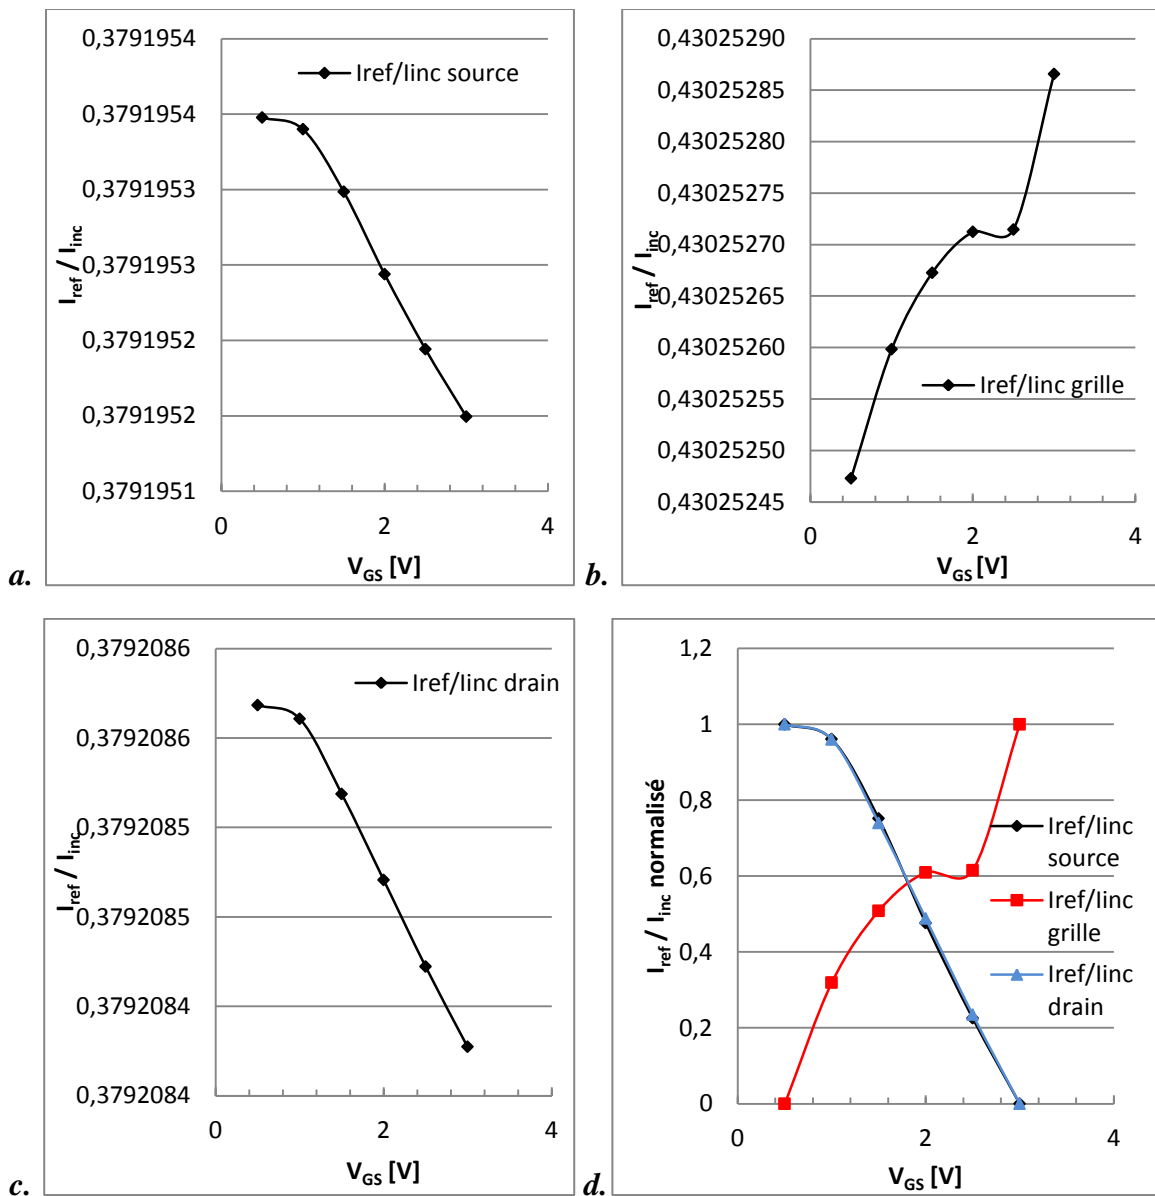 0,3791954
0,3791954
0,3791953
0,3791953
0,3791952
0,3791952
0,3791951
Iref / Iinc
Iref/Iinc source
0
2
4
VGS [V]
a.
0,43025290
0,43025285
0,43025280
0,43025275
0,43025270
0,43025265
0,43025260
0,43025255
0,43025250
0,43025245
Iref / Iinc
Iref/Iinc grille
0
2
4
VGS [V]
b.
0,3792086
0,3792086
0,3792085
0,3792085
0,3792084
0,3792084
Iref / Iinc
Iref/Iinc drain
0
2
4
VGS [V]
c.
1,2
1
0,8
0,6
0,4
0,2
0
Iref / Iinc normalisé
Iref/Iinc
source
Iref/Iinc
grille
Iref/Iinc
drain
0
2
4
VGS [V]
d.